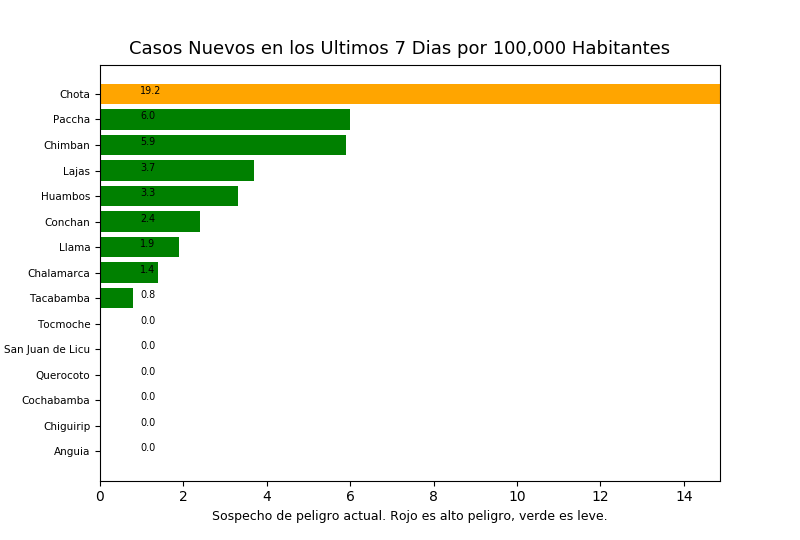 Casos Nuevos en los Ultimos 7 Dias por 100,000 Habitantes
Chota 19.2
Paccha 6.0
Chimban 5.9
Lajas 3.7
Huambos 3.3
Conchan 2.4
Llama 1.9
Chalamarca 1.4
Tacabamba 0.8
Tocmoche 0.0
San Juan de Licu 0.0
Querocoto 0.0
Cochabamba 0.0
Chiguirip 0.0
Anguia 0.0
0 2 4 6 8 10 12 14
Sospecho de peligro actual. Rojo es alto peligro, verde es leve.